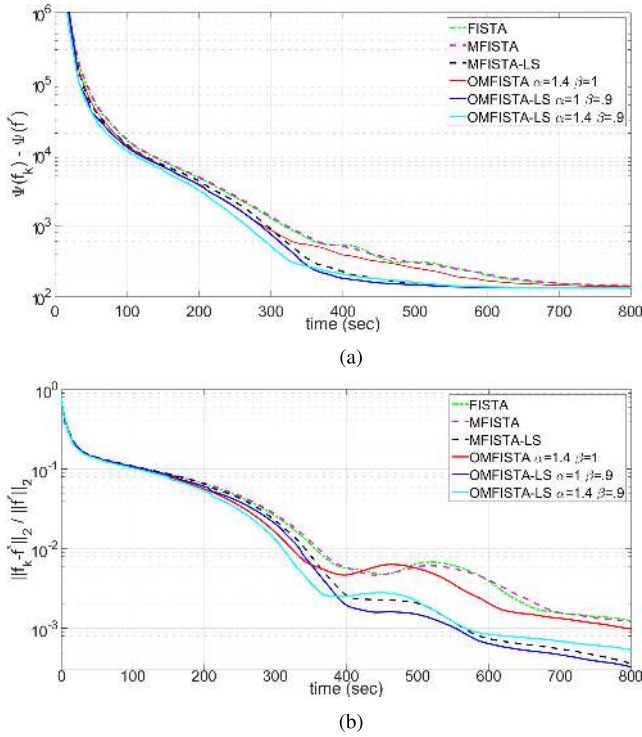 10^6
10^5
10^4
10^3
10^2
Ψ(f_k) - Ψ(f^*)
FISTA
MFISTA
MFISTA-LS
OMFISTA α=1.4 β=1
OMFISTA-LS α=1 β=.9
OMFISTA-LS α=1.4 β=.9
0 100 200 300 400 500 600 700 800
time (sec)
(a)
10^0
10^-1
10^-2
10^-3
||f_k-f^*||_2 / ||f^*||_2
FISTA
MFISTA
MFISTA-LS
OMFISTA α=1.4 β=1
OMFISTA-LS α=1 β=.9
OMFISTA-LS α=1.4 β=.9
0 100 200 300 400 500 600 700 800
time (sec)
(b)